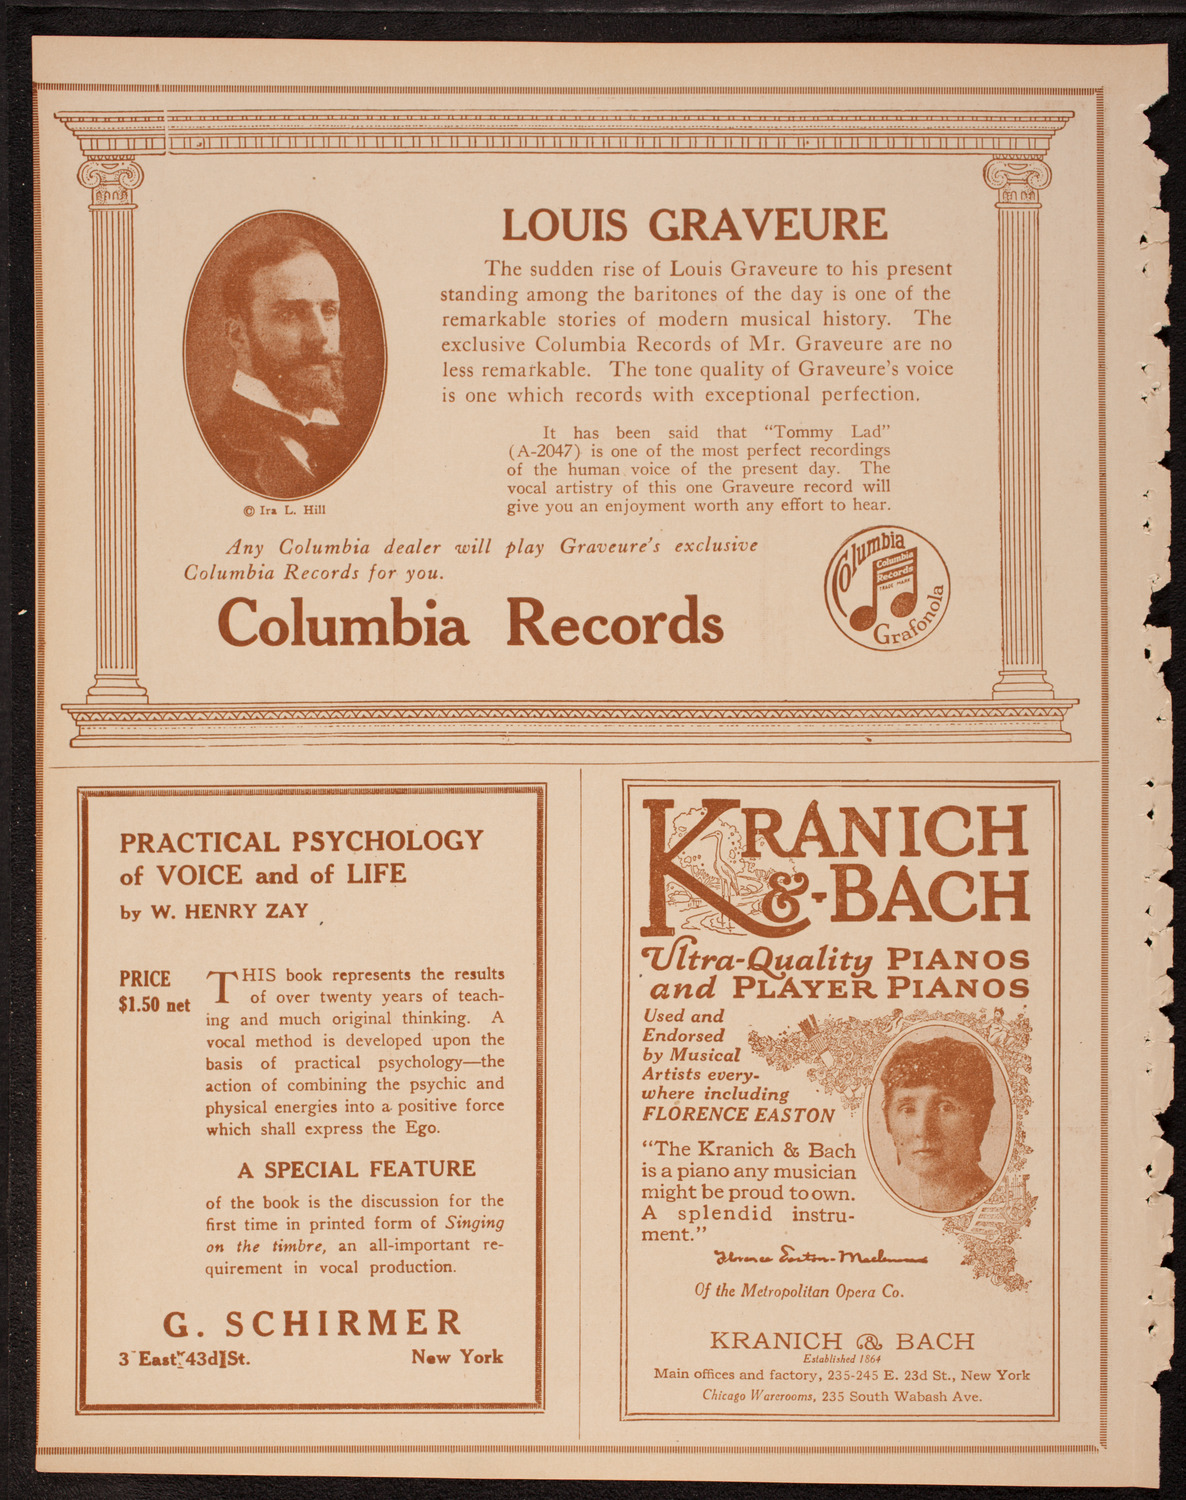 LOUIS GRAVEURE
The sudden rise of Louis Graveure to his present
standing among the baritones of the day is one of the
remarkable stories of modern musical history. The
exclusive Columbia Records of Mr. Graveure are no
less remarkable. The tone quality of Graveure's voice
is one which records with exceptional perfection.
It has been said that "Tommy Lad"
(A-2047) is one of the most perfect recordings
of the human voice of the present day. The
vocal artistry of this one Graveure record will
give you an enjoyment worth any effort to hear.
© Ira L. Hill
Any Columbia dealer will play Graveure's exclusive
Columbia Records for you.
Columbia Records
Columbia
Columbia
Records
TRADE MARK
Grafonola
PRACTICAL PSYCHOLOGY
of VOICE and of LIFE
by W. HENRY ZAY
PRICE
$1.50 net
THIS book represents the results
of over twenty years of teach-
ing and much original thinking. A
vocal method is developed upon the
basis of practical psychology—the
action of combining the psychic and
physical energies into a positive force
which shall express the Ego.
A SPECIAL FEATURE
of the book is the discussion for the
first time in printed form of Singing
on the timbre, an all-important re-
quirement in vocal production.
G. SCHIRMER
3 East 43d St. New York
KRANICH
&-BACH
Ultra-Quality PIANOS
and PLAYER PIANOS
Used and
Endorsed
by Musical
Artists every-
where including
FLORENCE EASTON
"The Kranich & Bach
is a piano any musician
might be proud to own.
A splendid instru-
ment."
Florence Easton-Maclennan
Of the Metropolitan Opera Co.
KRANICH & BACH
Established 1864
Main offices and factory, 235-245 E. 23d St., New York
Chicago Warerooms, 235 South Wabash Ave.